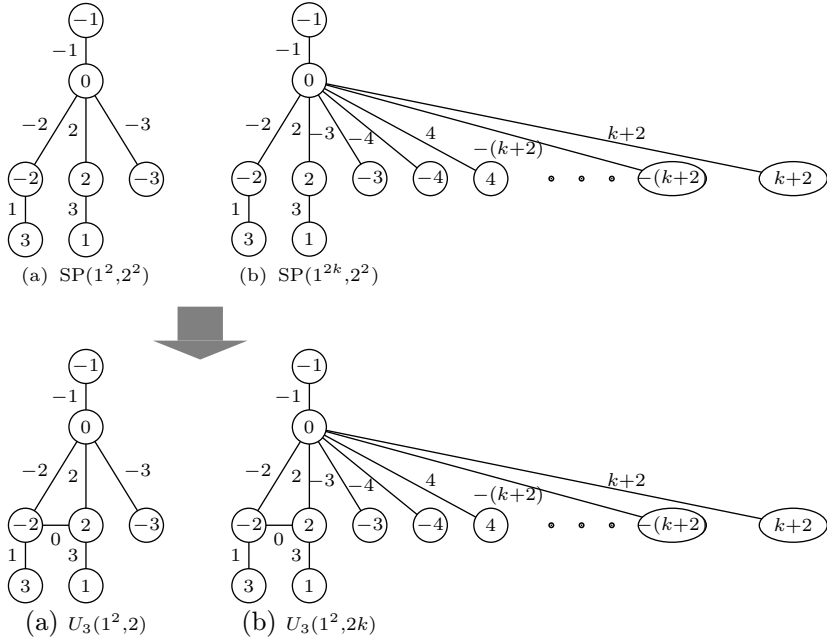 −1 −1
−1 −1
0 0
−2 2 −3 −2 2 −3 −4 4 −(k+2) k+2
−2 2 −3 −2 2 −3 −4 4 −(k+2) k+2
1 3 1 3
3 1 3 1
(a) SP(1²,2²) (b) SP(1²ᵏ,2²)
−1 −1
−1 −1
0 0
−2 2 −3 −2 2 −3 −4 4 −(k+2) k+2
−2 2 −3 −2 2 −3 −4 4 −(k+2) k+2
0 0
1 3 1 3
3 1 3 1
(a) U₃(1²,2) (b) U₃(1²,2k)